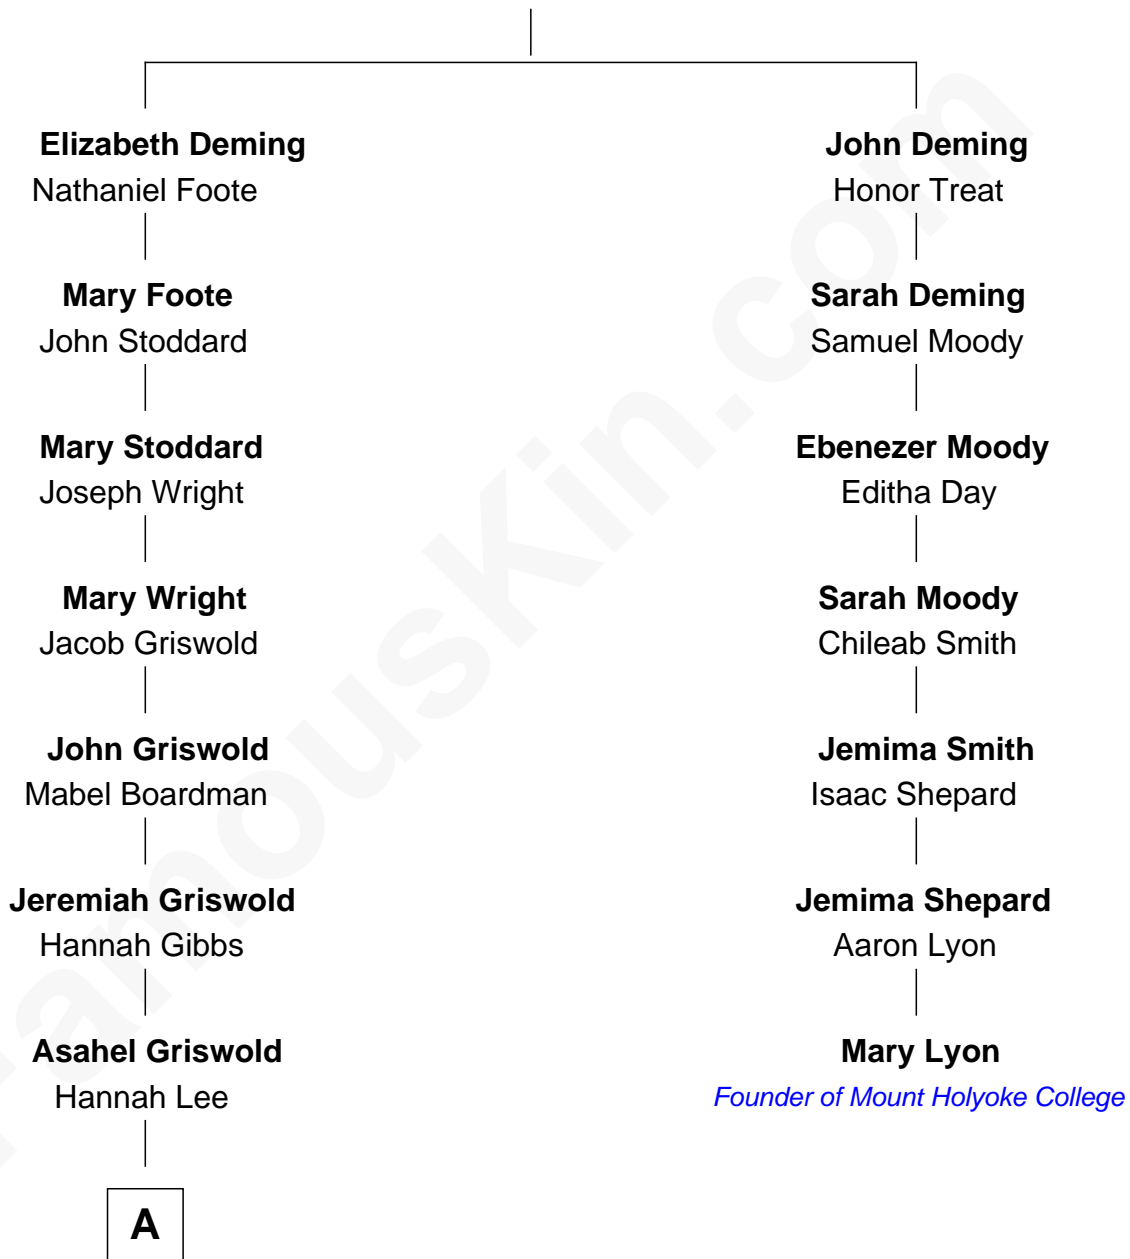 Elizabeth Deming
Nathaniel Foote
Mary Foote
John Stoddard
Mary Stoddard
Joseph Wright
Mary Wright
Jacob Griswold
John Griswold
Mabel Boardman
Jeremiah Griswold
Hannah Gibbs
Asahel Griswold
Hannah Lee
A
John Deming
Honor Treat
Sarah Deming
Samuel Moody
Ebenezer Moody
Editha Day
Sarah Moody
Chileab Smith
Jemima Smith
Isaac Shepard
Jemima Shepard
Aaron Lyon
Mary Lyon
Founder of Mount Holyoke College
FamousKin.com